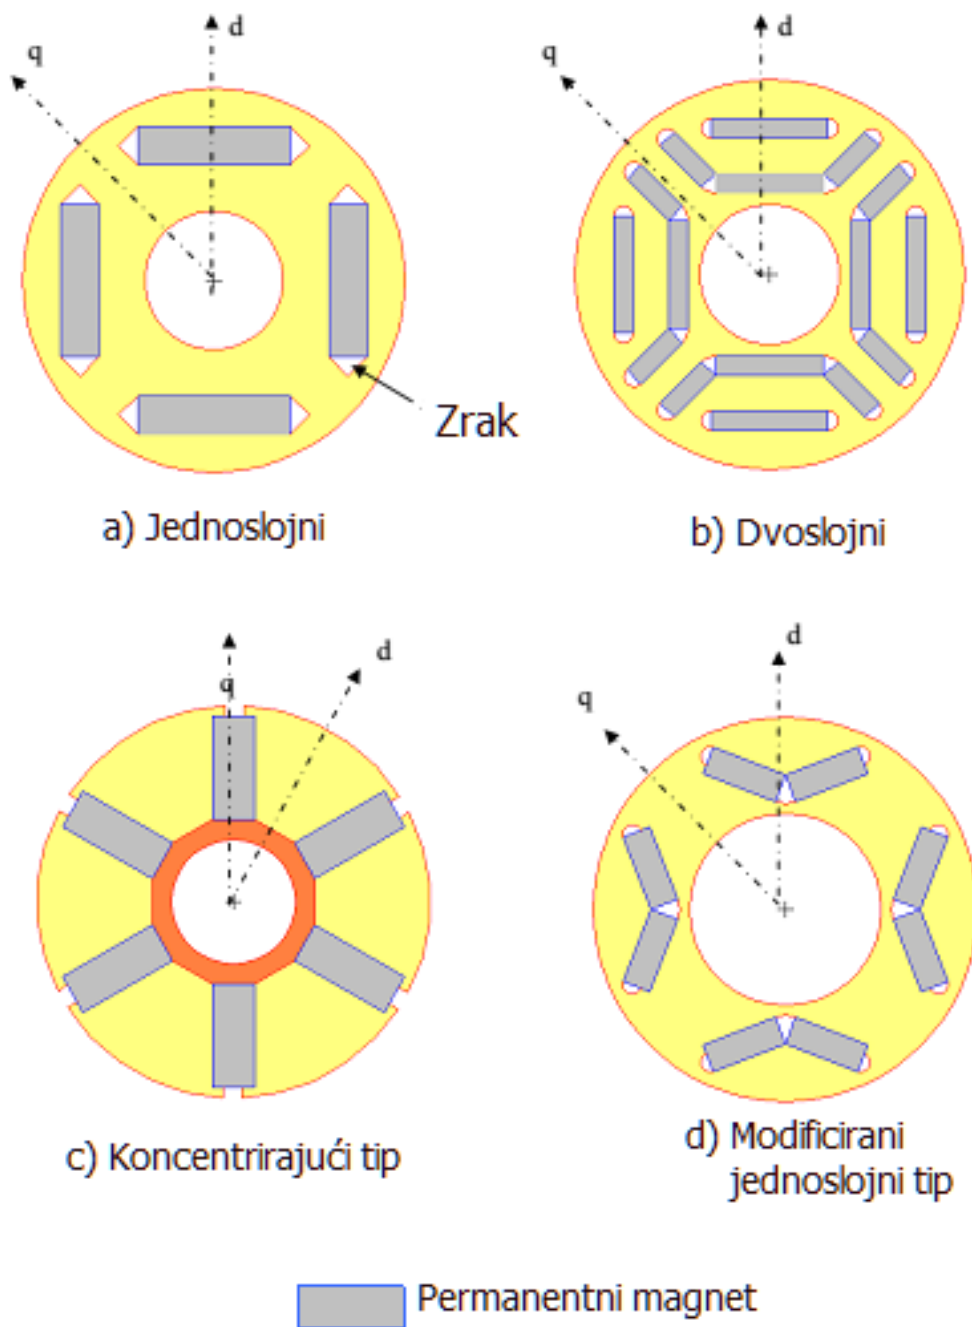 d
q
d
q
Zrak
a) Jednoslojni
b) Dvoslojni
q
d
d
q
c) Koncentrirajući tip
d) Modificirani
jednoslojni tip
Permanentni magnet